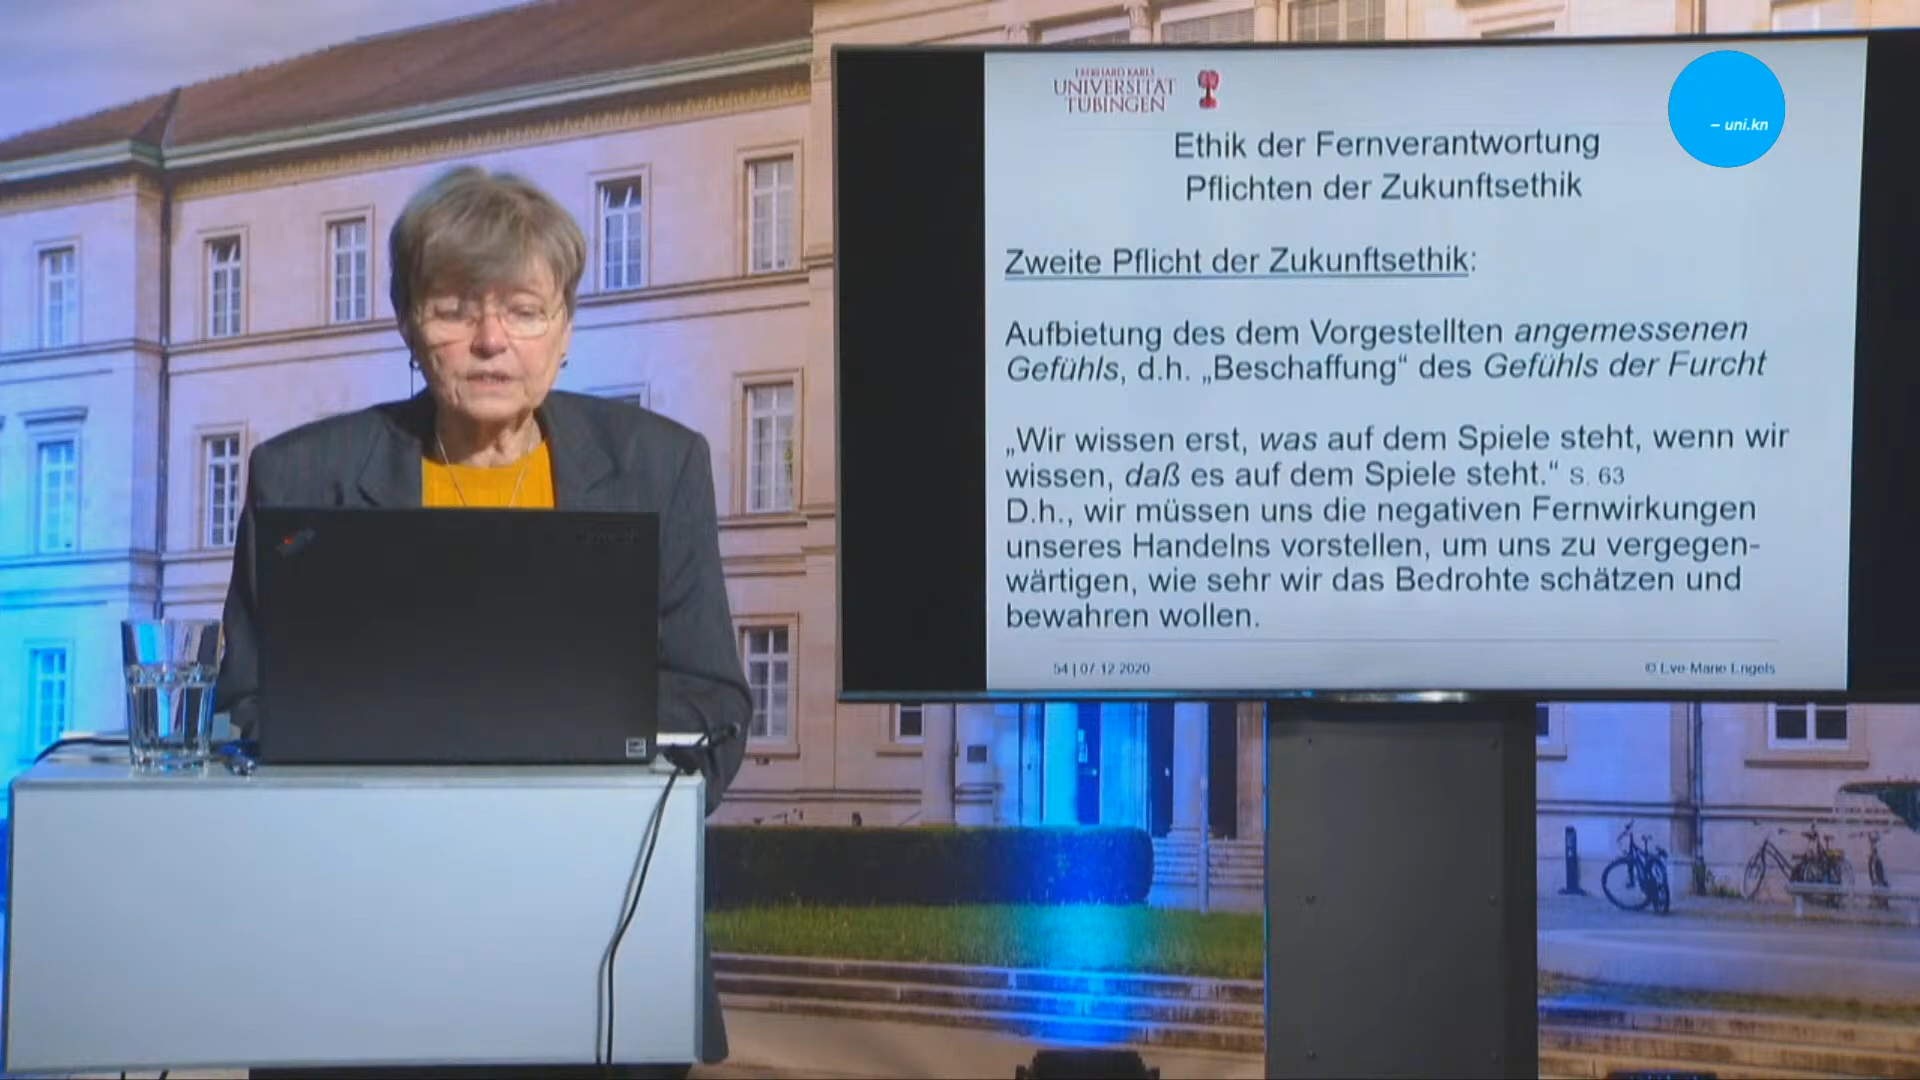 EBERHARD KARLS
UNIVERSITÄT
TÜBINGEN
– uni.kn
Ethik der Fernverantwortung
Pflichten der Zukunftsethik
Zweite Pflicht der Zukunftsethik:
Aufbietung des dem Vorgestellten angemessenen
Gefühls, d.h. „Beschaffung“ des Gefühls der Furcht
„Wir wissen erst, was auf dem Spiele steht, wenn wir
wissen, daß es auf dem Spiele steht.“ S. 63
D.h., wir müssen uns die negativen Fernwirkungen
unseres Handelns vorstellen, um uns zu vergegen-
wärtigen, wie sehr wir das Bedrohte schätzen und
bewahren wollen.
54 | 07.12.2020
© Eve-Marie Engels